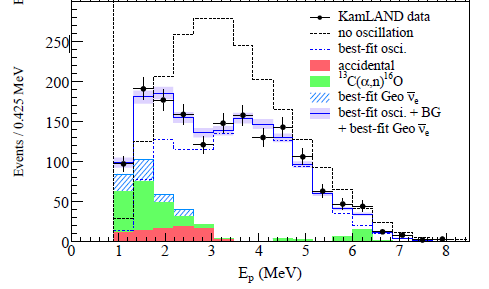 KamLAND data
no oscillation
best-fit osci.
accidental
¹³C(α,n)¹⁶O
best-fit Geo ν̅ₑ
best-fit osci. + BG
+ best-fit Geo ν̅ₑ
Events / 0.425 MeV
250
200
150
100
50
0
0 1 2 3 4 5 6 7 8
Eₚ (MeV)